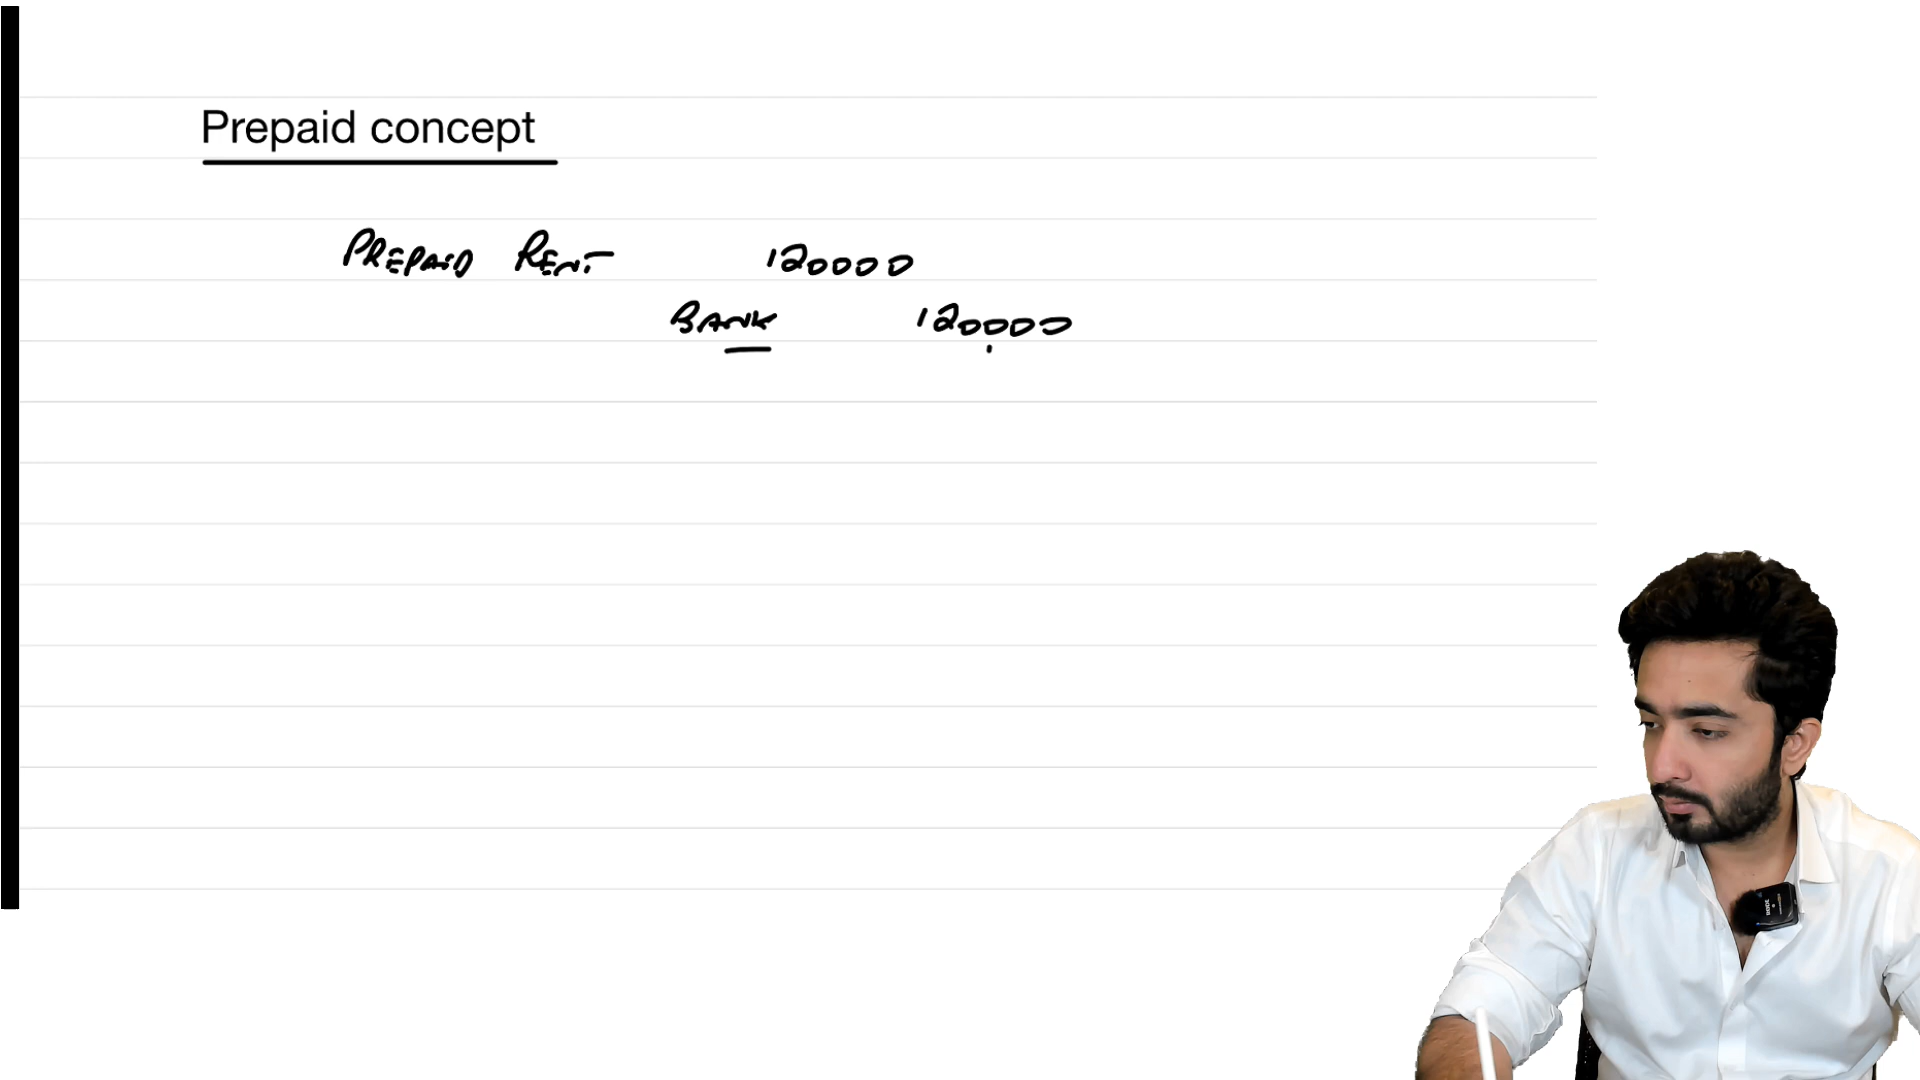 Prepaid concept
PREPAID RENT 120000
BANK 120000